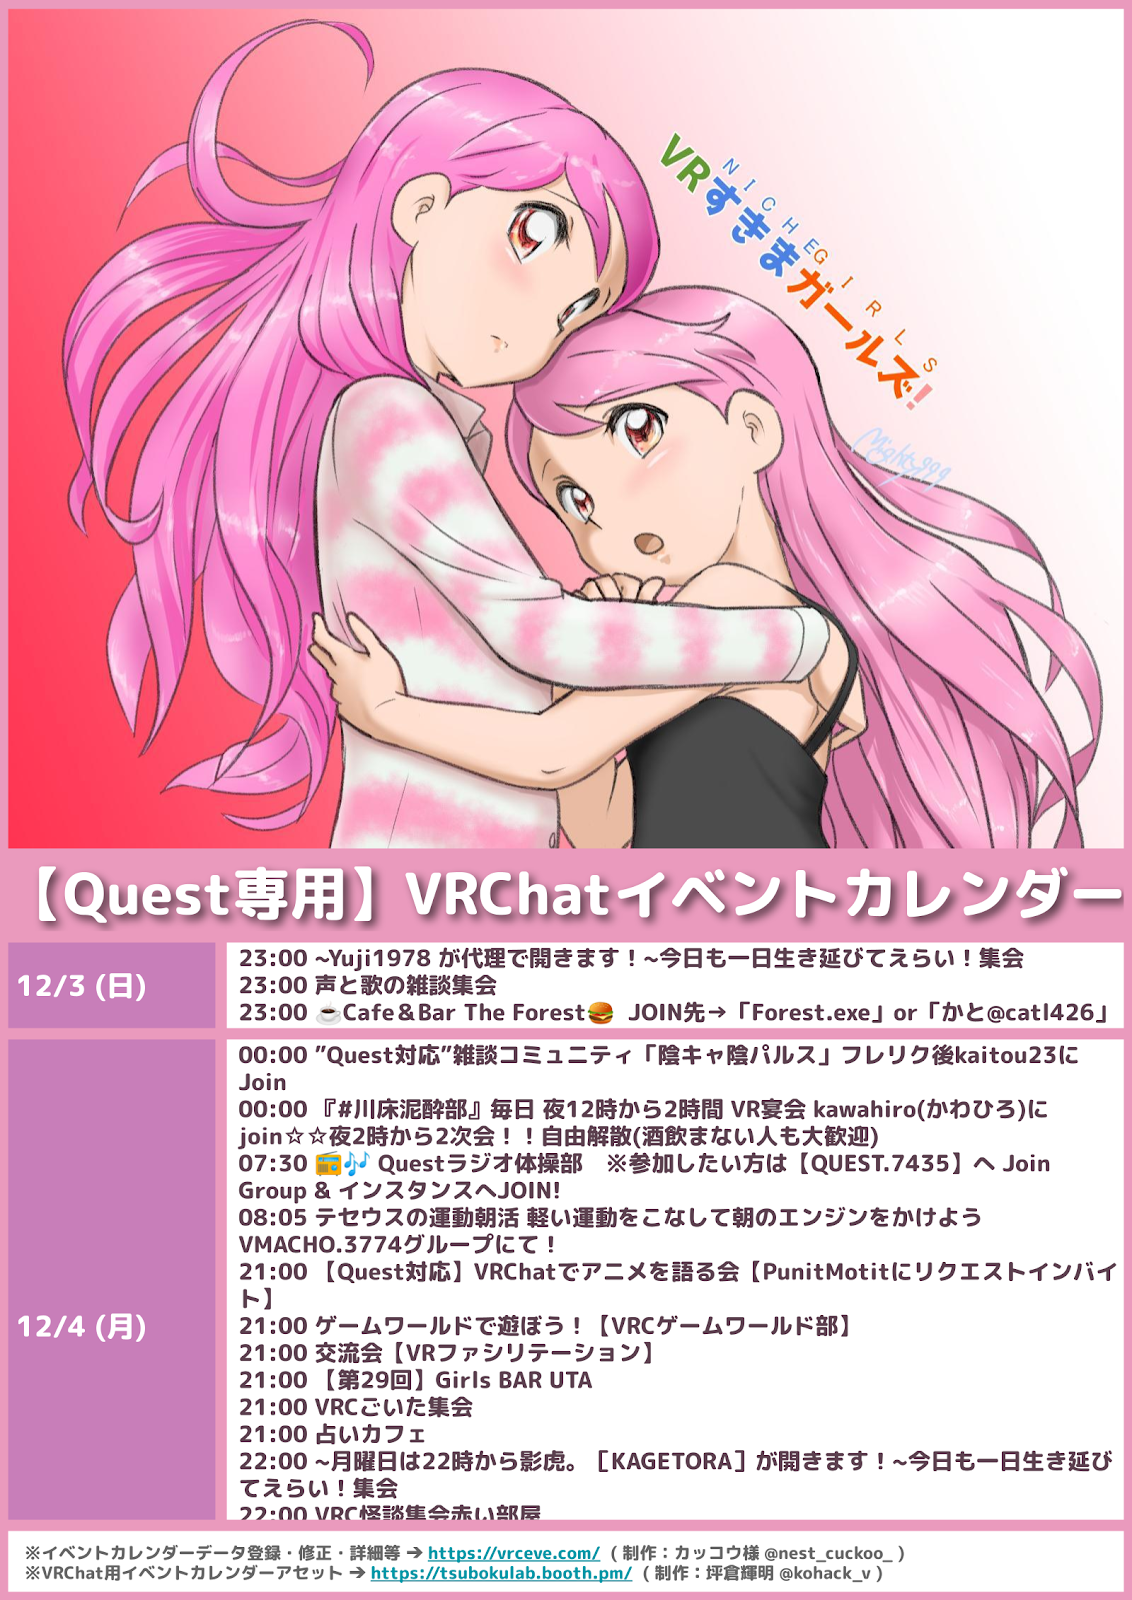 NICHE GIRLS
VRすきまガールズ!
Mighty999
【Quest専用】VRChatイベントカレンダー
12/3 (日)
23:00 ~Yuji1978 が代理で開きます！~今日も一日生き延びてえらい！集会
23:00 声と歌の雑談集会
23:00 ☕Cafe＆Bar The Forest🍔 JOIN先→「Forest.exe」or「かと@catl426」
12/4 (月)
00:00 ”Quest対応”雑談コミュニティ「陰キャ陰パルス」フレリク後kaitou23に
Join
00:00 『#川床泥酔部』毎日 夜12時から2時間 VR宴会 kawahiro(かわひろ)に
join☆☆夜2時から2次会！！自由解散(酒飲まない人も大歓迎)
07:30 📻🎶 Questラジオ体操部　※参加したい方は【QUEST.7435】へ Join
Group & インスタンスへJOIN!
08:05 テセウスの運動朝活 軽い運動をこなして朝のエンジンをかけよう
VMACHO.3774グループにて！
21:00 【Quest対応】VRChatでアニメを語る会【PunitMotitにリクエストインバイ
ト】
21:00 ゲームワールドで遊ぼう！【VRCゲームワールド部】
21:00 交流会【VRファシリテーション】
21:00 【第29回】Girls BAR UTA
21:00 VRCごいた集会
21:00 占いカフェ
22:00 ~月曜日は22時から影虎。［KAGETORA］が開きます！~今日も一日生き延び
てえらい！集会
22:00 VRC怪談集会赤い部屋
※イベントカレンダーデータ登録・修正・詳細等 ➔ https://vrceve.com/ ( 制作：カッコウ様 @nest_cuckoo_ )
※VRChat用イベントカレンダーアセット ➔ https://tsubokulab.booth.pm/ ( 制作：坪倉輝明 @kohack_v )